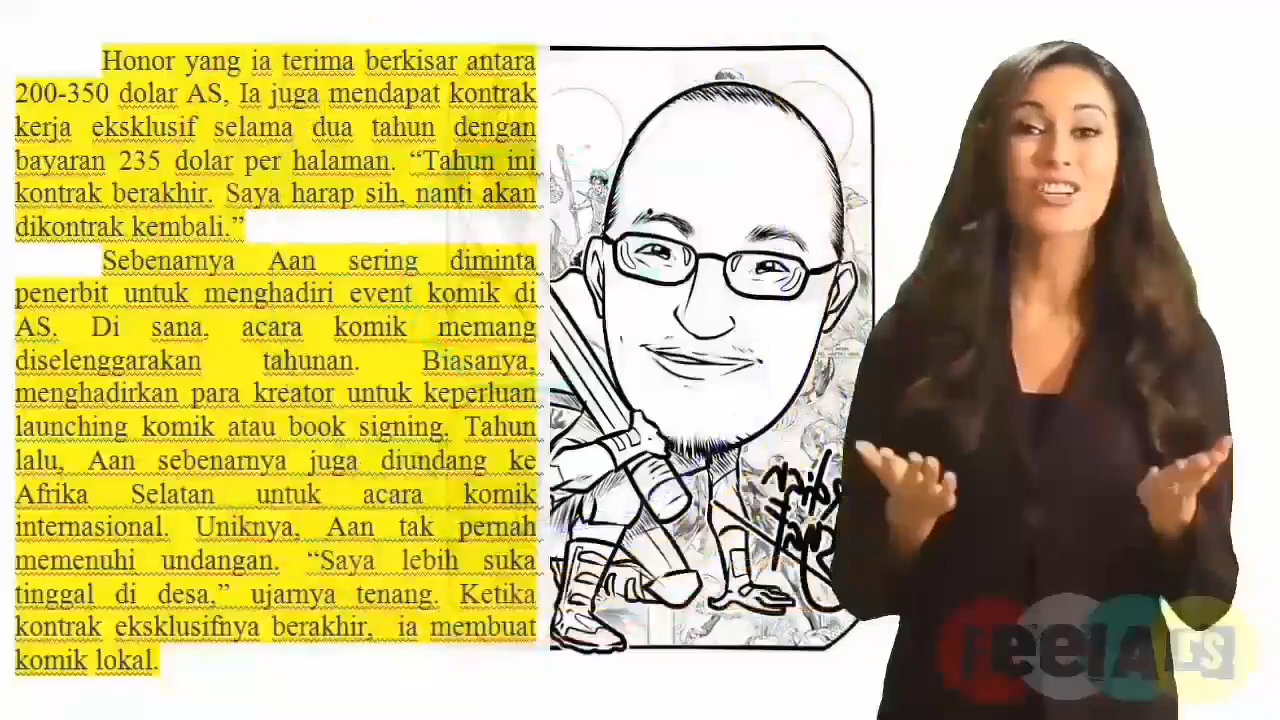 Honor yang ia terima berkisar antara
200-350 dolar AS, Ia juga mendapat kontrak
kerja eksklusif selama dua tahun dengan
bayaran 235 dolar per halaman. “Tahun ini
kontrak berakhir. Saya harap sih, nanti akan
dikontrak kembali.”
Sebenarnya Aan sering diminta
penerbit untuk menghadiri event komik di
AS. Di sana, acara komik memang
diselenggarakan tahunan. Biasanya,
menghadirkan para kreator untuk keperluan
launching komik atau book signing. Tahun
lalu, Aan sebenarnya juga diundang ke
Afrika Selatan untuk acara komik
internasional. Uniknya, Aan tak pernah
memenuhi undangan. “Saya lebih suka
tinggal di desa,” ujarnya tenang. Ketika
kontrak eksklusifnya berakhir, ia membuat
komik lokal.